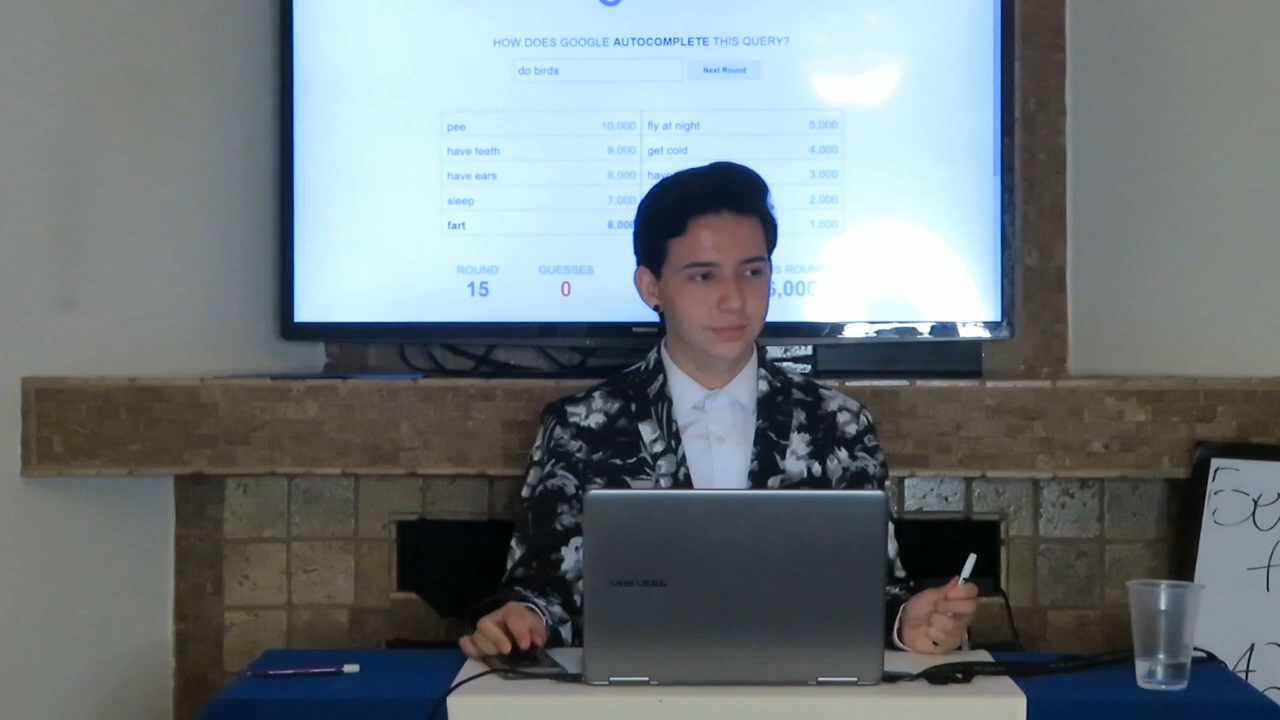 HOW DOES GOOGLE AUTOCOMPLETE THIS QUERY?
do birds Next Round
pee 10,000 fly at night 5,000
have teeth 9,000 get cold 4,000
have ears 8,000 3,000
sleep 7,000 2,000
fart 6,000 1,000
ROUND GUESSES
15 0
TOSHIBA
SAMSUNG